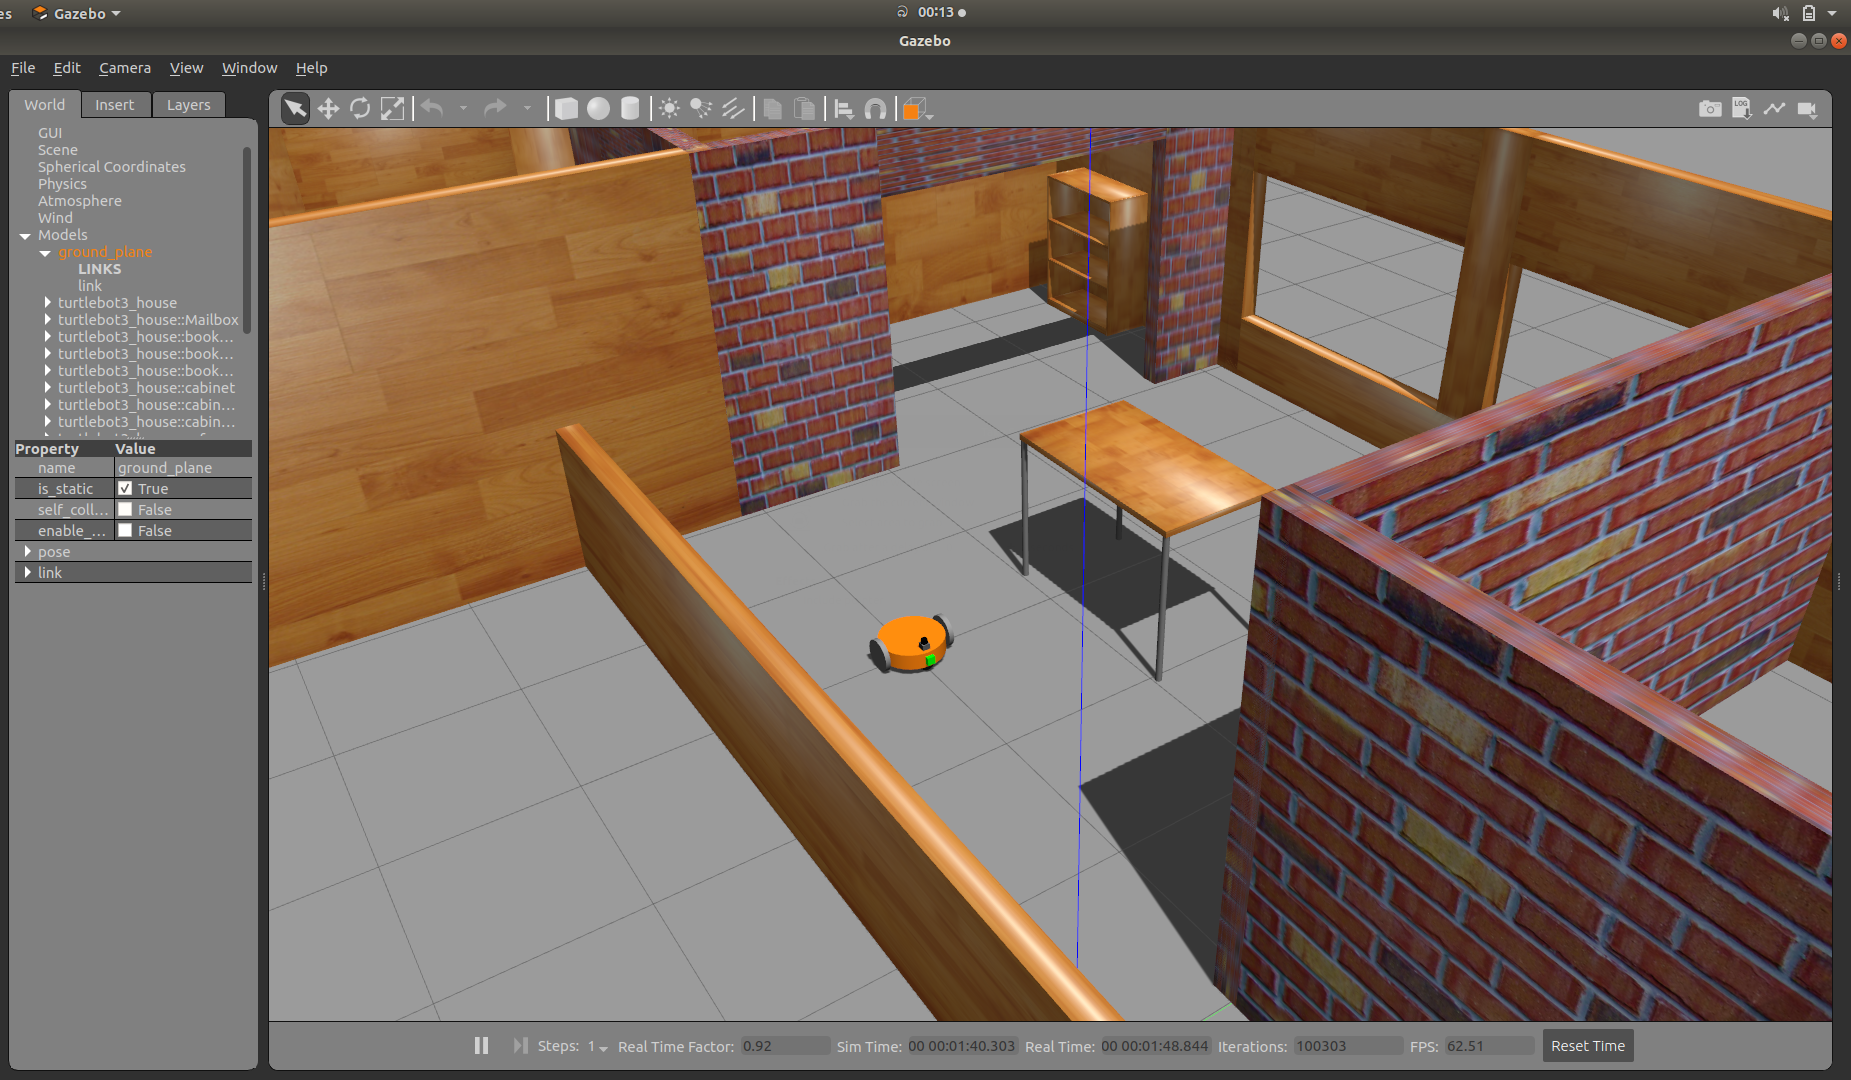 es Gazebo 00:13
Gazebo
File Edit Camera View Window Help
World Insert Layers
GUI
Scene
Spherical Coordinates
Physics
Atmosphere
Wind
Models
ground_plane
LINKS
link
turtlebot3_house
turtlebot3_house::Mailbox
turtlebot3_house::book...
turtlebot3_house::book...
turtlebot3_house::book...
turtlebot3_house::cabinet
turtlebot3_house::cabin...
turtlebot3_house::cabin...
Property Value
name ground_plane
is_static True
self_coll... False
enable_... False
pose
link
LOG
Steps: 1 Real Time Factor: 0.92 Sim Time: 00 00:01:40.303 Real Time: 00 00:01:48.844 Iterations: 100303 FPS: 62.51 Reset Time